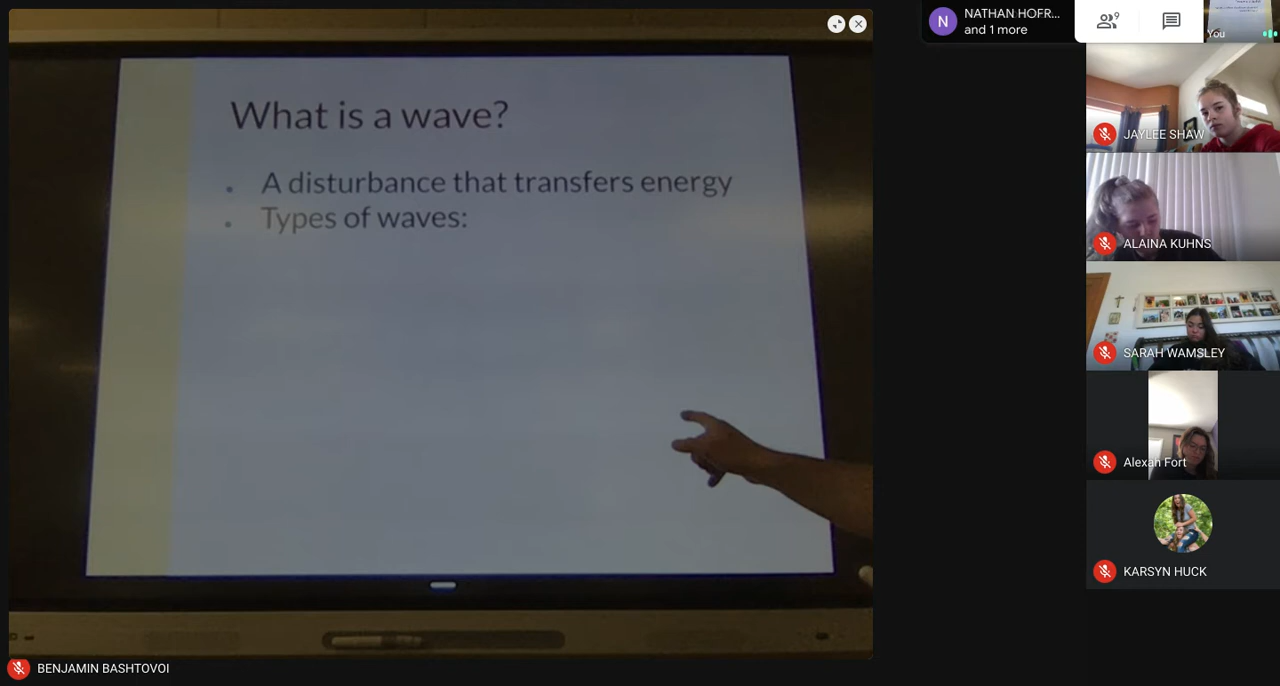 What is a wave?
A disturbance that transfers energy
Types of waves:
BENJAMIN BASHTOVOI
N
NATHAN HOFR...
and 1 more
9
You
JAYLEE SHAW
ALAINA KUHNS
SARAH WAMSLEY
Alexan Fort
KARSYN HUCK